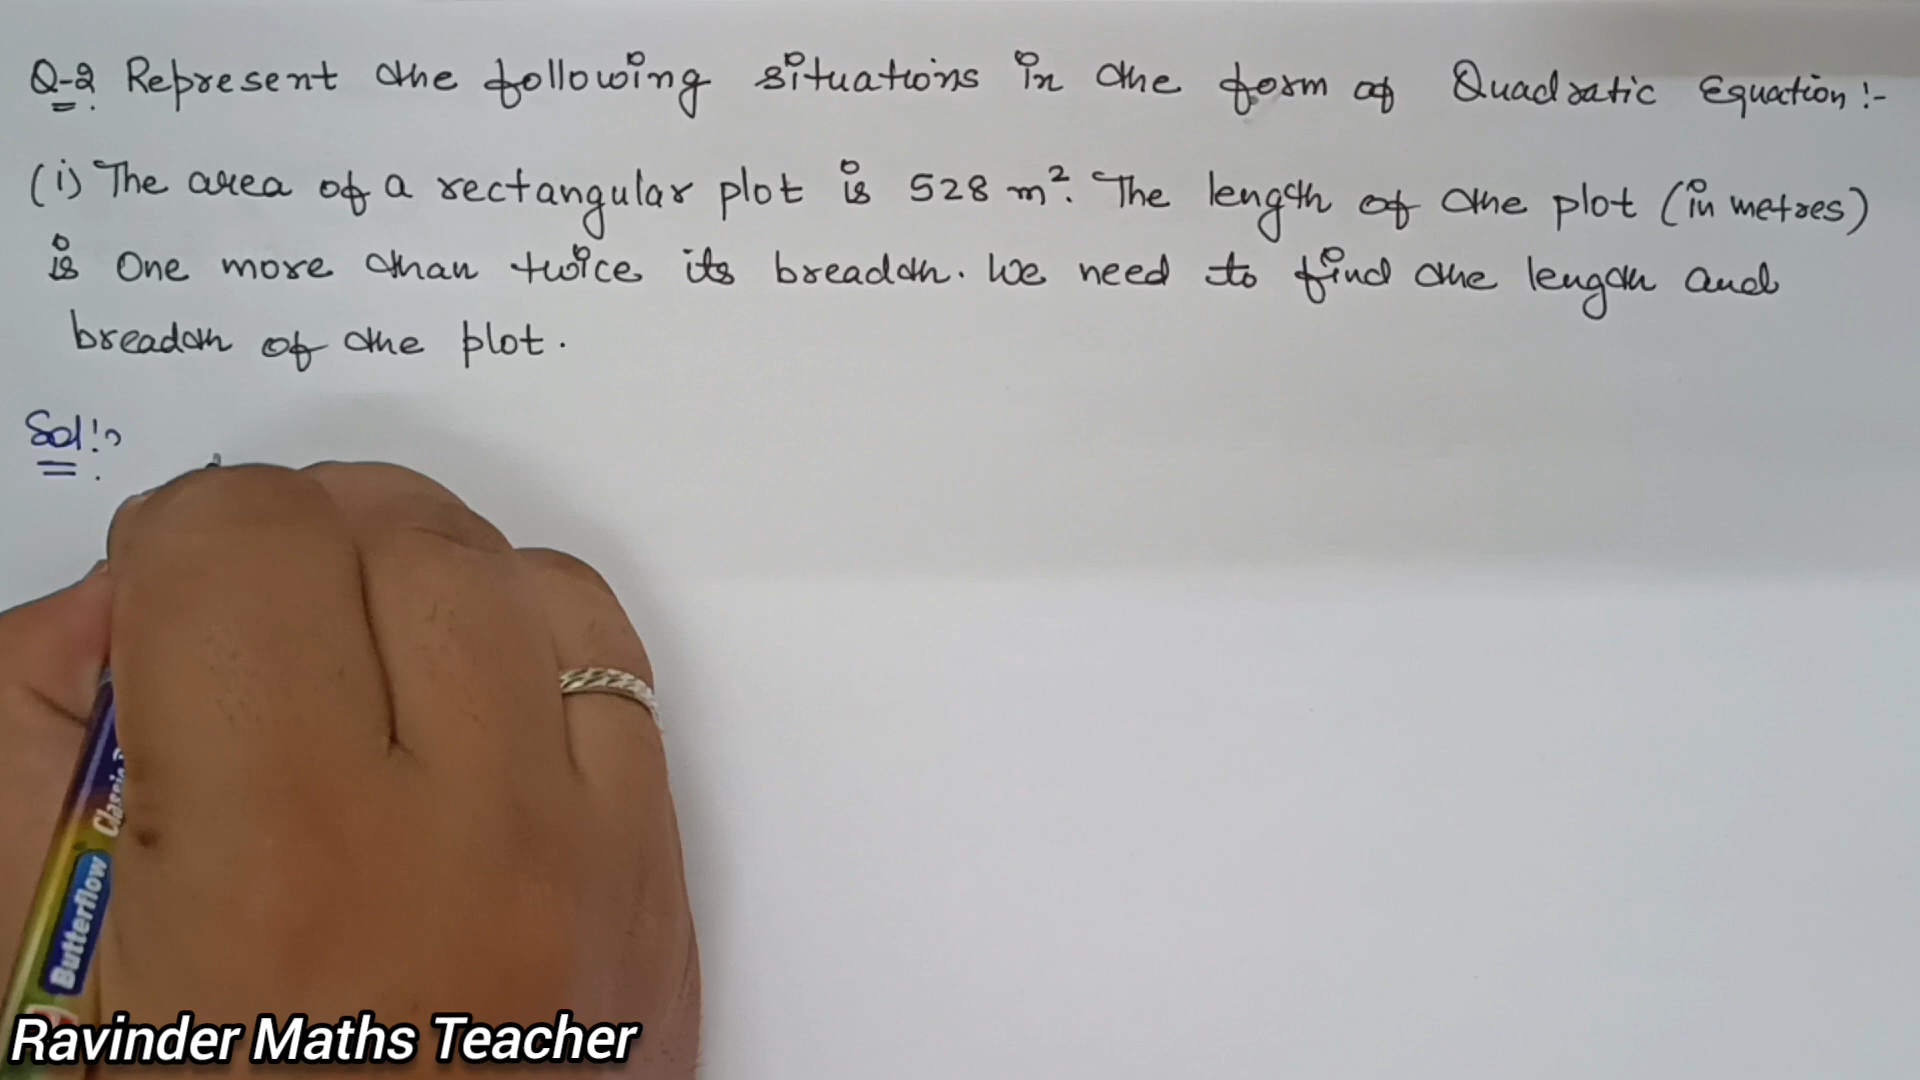 Q-2 Represent the following situations in the form of Quadratic Equation:-
(i) The area of a rectangular plot is 528 m². The length of the plot (in metres)
is One more than twice its breadth. We need to find the length and
breadth of the plot.
Sol:
Classic
Butterflow
Ravinder Maths Teacher